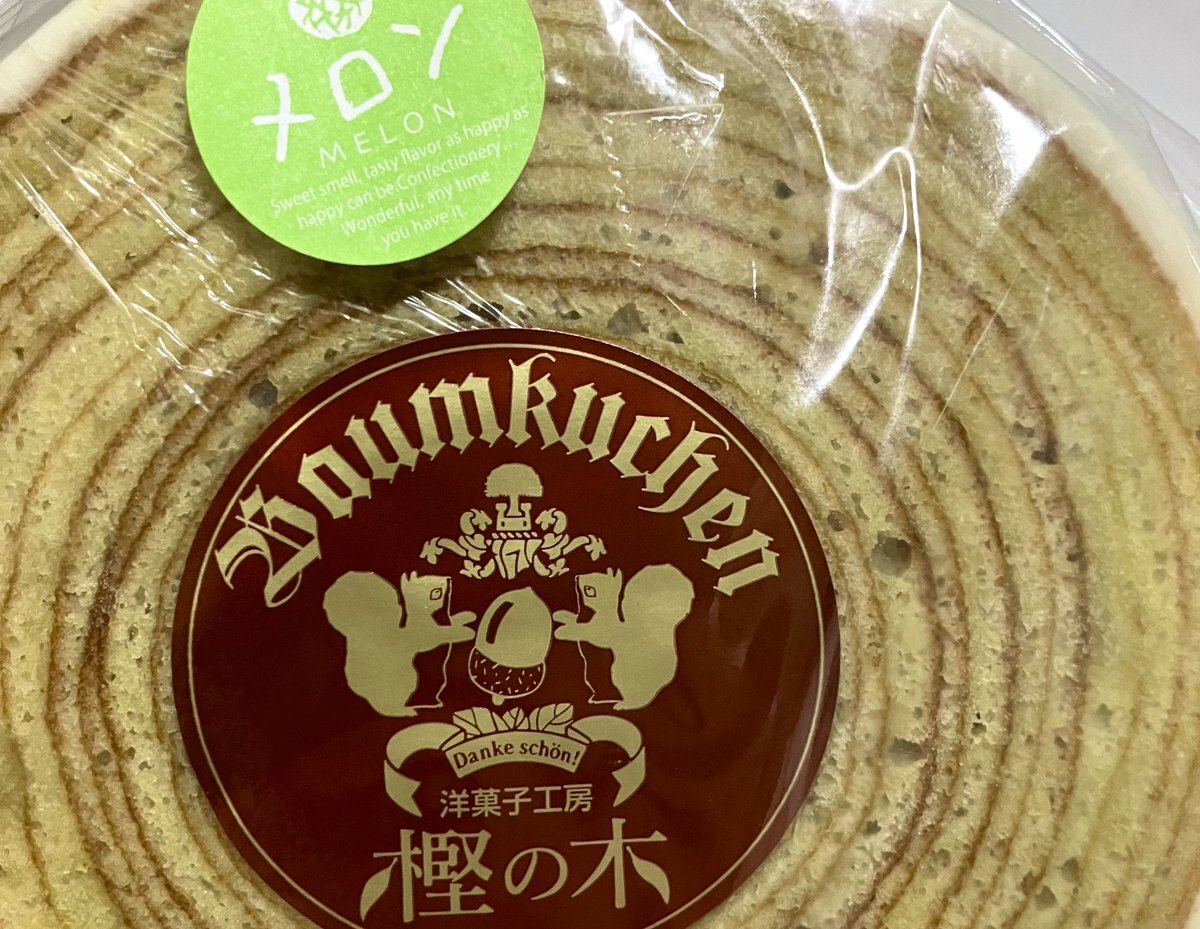 メロン
MELON
Sweet smell, tasty flavor as happy as
happy can be.Confectionery...
Wonderful, any time
you have it.
Baumkuchen
Danke schön!
洋菓子工房
樫の木